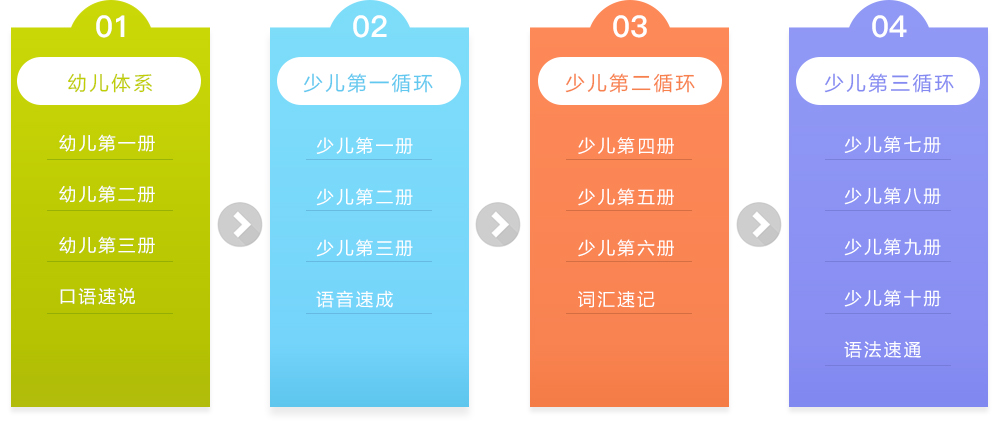 01
幼儿体系
幼儿第一册
幼儿第二册
幼儿第三册
口语速说
02
少儿第一循环
少儿第一册
少儿第二册
少儿第三册
语音速成
03
少儿第二循环
少儿第四册
少儿第五册
少儿第六册
词汇速记
04
少儿第三循环
少儿第七册
少儿第八册
少儿第九册
少儿第十册
语法速通